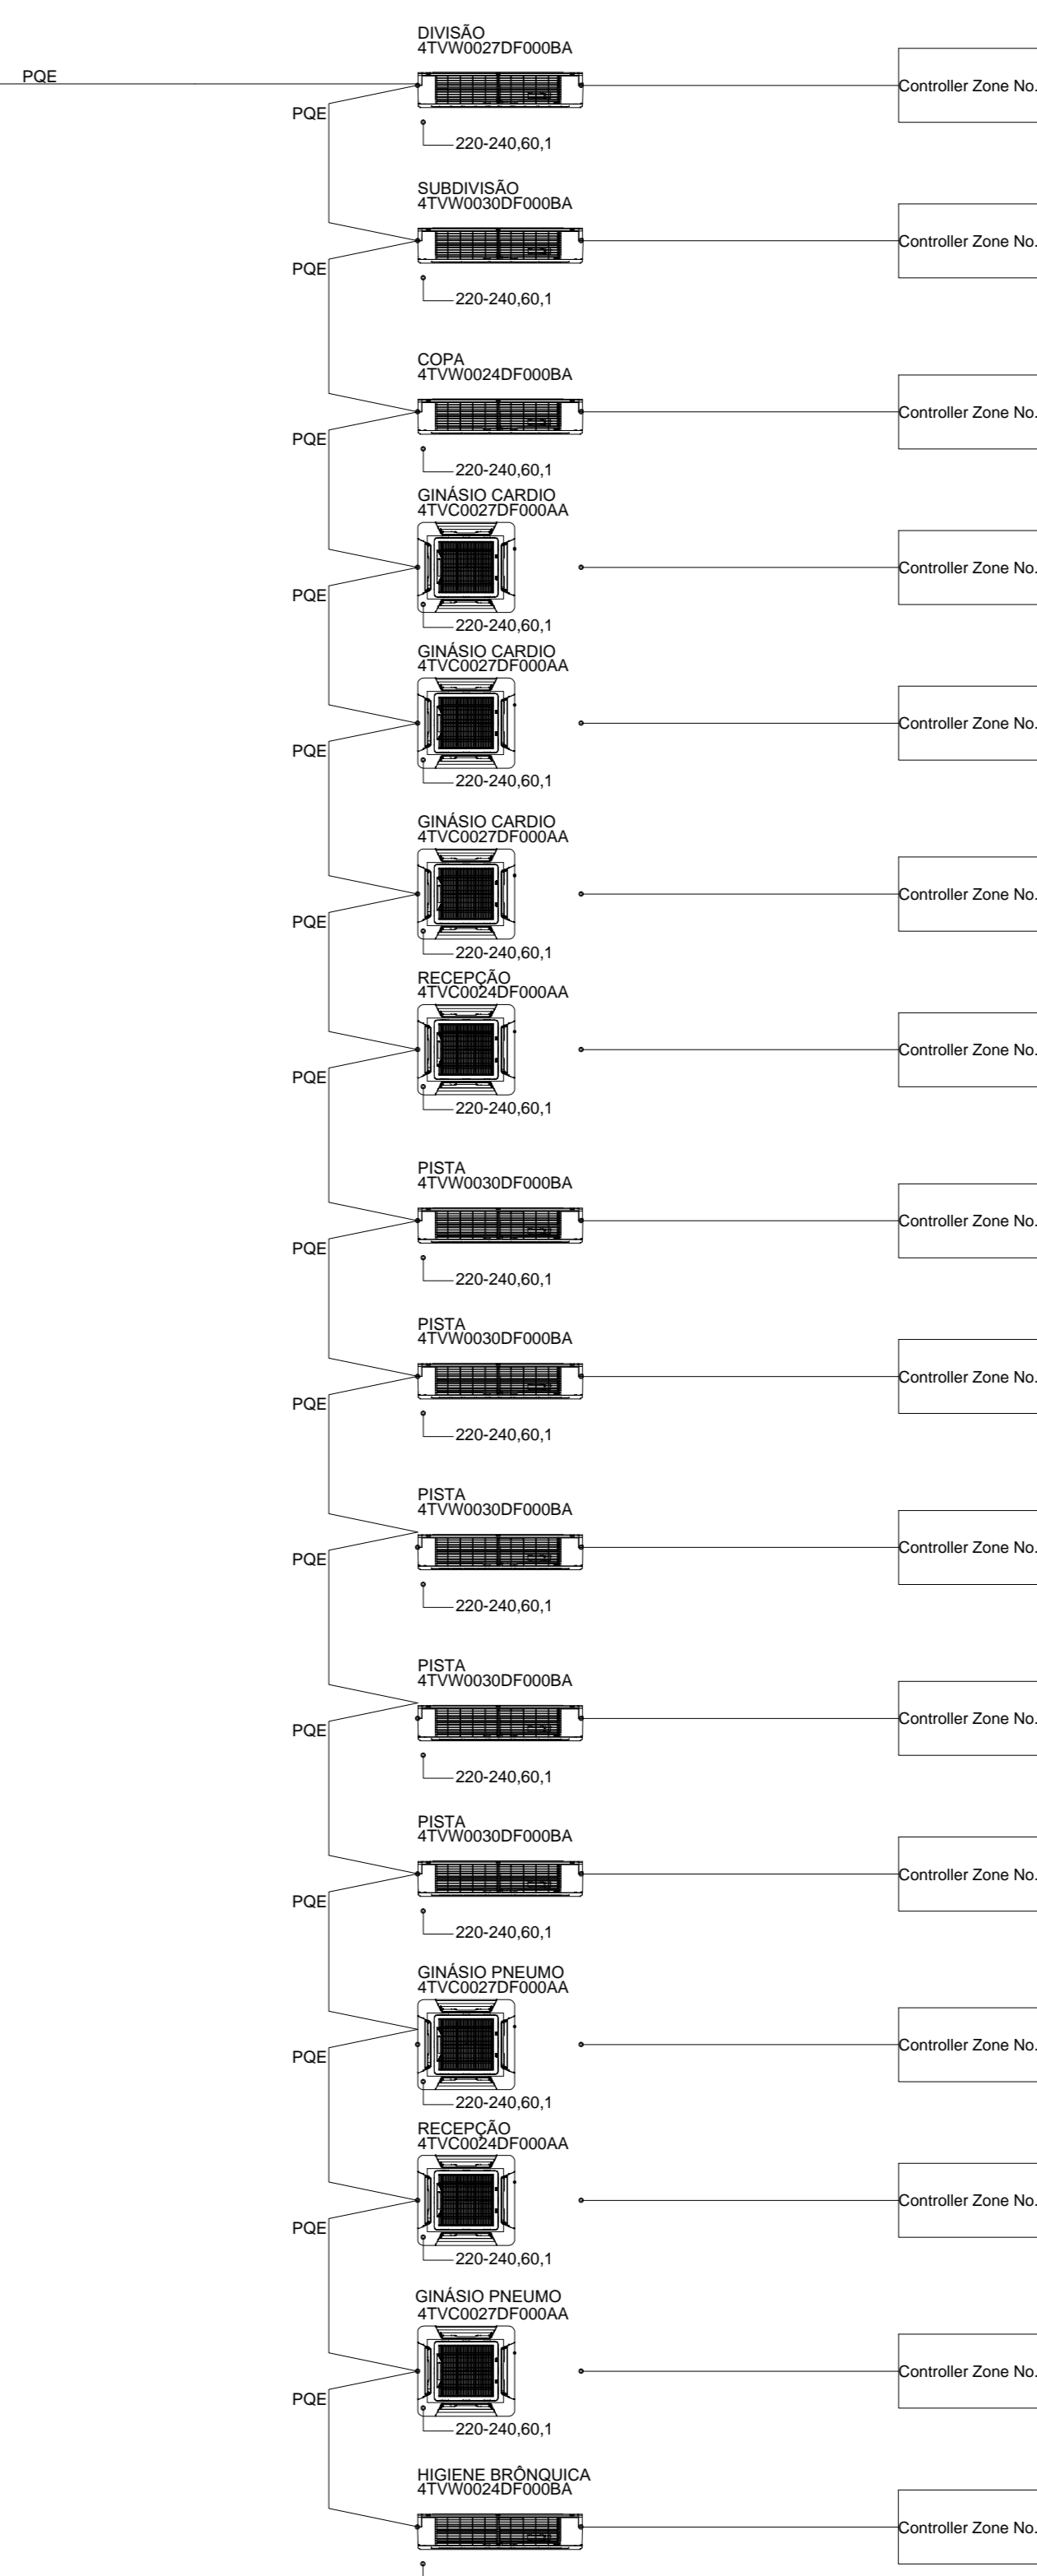 DIVISÃO
4TVW0027DF000BA
PQE
Controller Zone No.
PQE
220-240,60,1
SUBDIVISÃO
4TVW0030DF000BA
Controller Zone No.
PQE
220-240,60,1
COPA
4TVW0024DF000BA
Controller Zone No.
PQE
220-240,60,1
GINÁSIO CARDIO
4TVC0027DF000AA
Controller Zone No.
PQE
220-240,60,1
GINÁSIO CARDIO
4TVC0027DF000AA
Controller Zone No.
PQE
220-240,60,1
GINÁSIO CARDIO
4TVC0027DF000AA
Controller Zone No.
PQE
220-240,60,1
RECEPÇÃO
4TVC0024DF000AA
Controller Zone No.
PQE
220-240,60,1
PISTA
4TVW0030DF000BA
Controller Zone No.
PQE
220-240,60,1
PISTA
4TVW0030DF000BA
Controller Zone No.
PQE
220-240,60,1
PISTA
4TVW0030DF000BA
Controller Zone No.
PQE
220-240,60,1
PISTA
4TVW0030DF000BA
Controller Zone No.
PQE
220-240,60,1
PISTA
4TVW0030DF000BA
Controller Zone No.
PQE
220-240,60,1
GINÁSIO PNEUMO
4TVC0027DF000AA
Controller Zone No.
PQE
220-240,60,1
RECEPÇÃO
4TVC0024DF000AA
Controller Zone No.
PQE
220-240,60,1
GINÁSIO PNEUMO
4TVC0027DF000AA
Controller Zone No.
PQE
220-240,60,1
HIGIENE BRÔNQUICA
4TVW0024DF000BA
Controller Zone No.